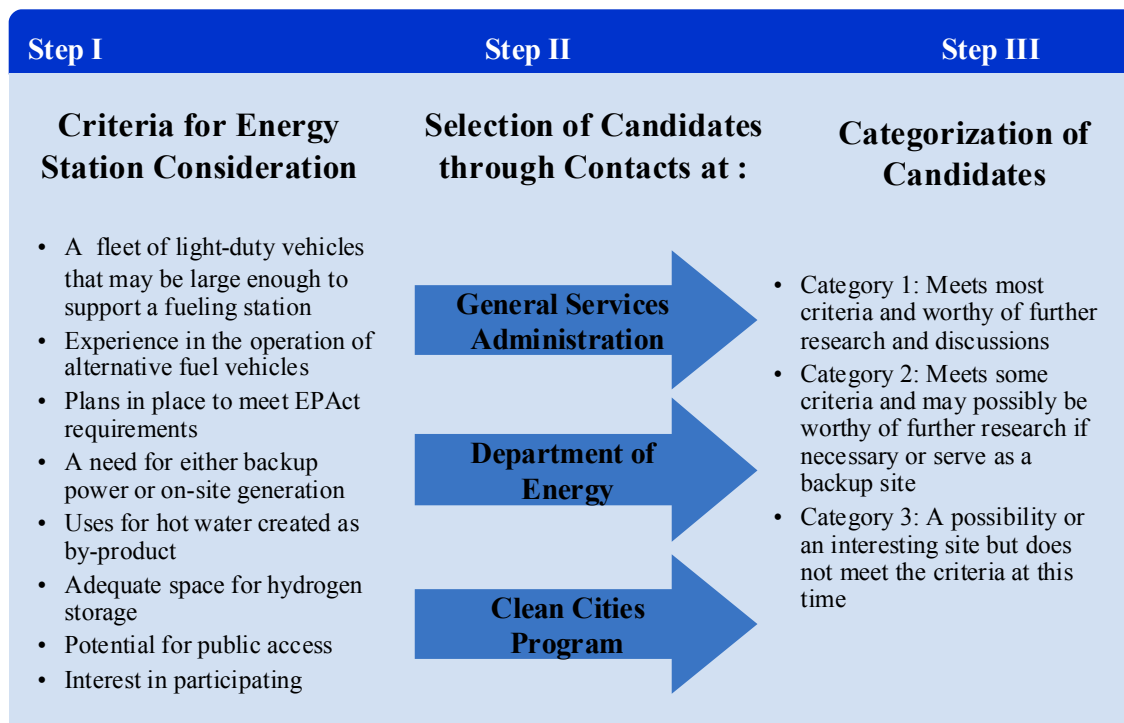 Step I
Step II
Step III
Criteria for Energy
Station Consideration
• A fleet of light-duty vehicles
that may be large enough to
support a fueling station
• Experience in the operation of
alternative fuel vehicles
• Plans in place to meet EPAct
requirements
• A need for either backup
power or on-site generation
• Uses for hot water created as
by-product
• Adequate space for hydrogen
storage
• Potential for public access
• Interest in participating
Selection of Candidates
through Contacts at :
General Services
Administration
Department of
Energy
Clean Cities
Program
Categorization of
Candidates
• Category 1: Meets most
criteria and worthy of further
research and discussions
• Category 2: Meets some
criteria and may possibly be
worthy of further research if
necessary or serve as a
backup site
• Category 3: A possibility or
an interesting site but does
not meet the criteria at this
time